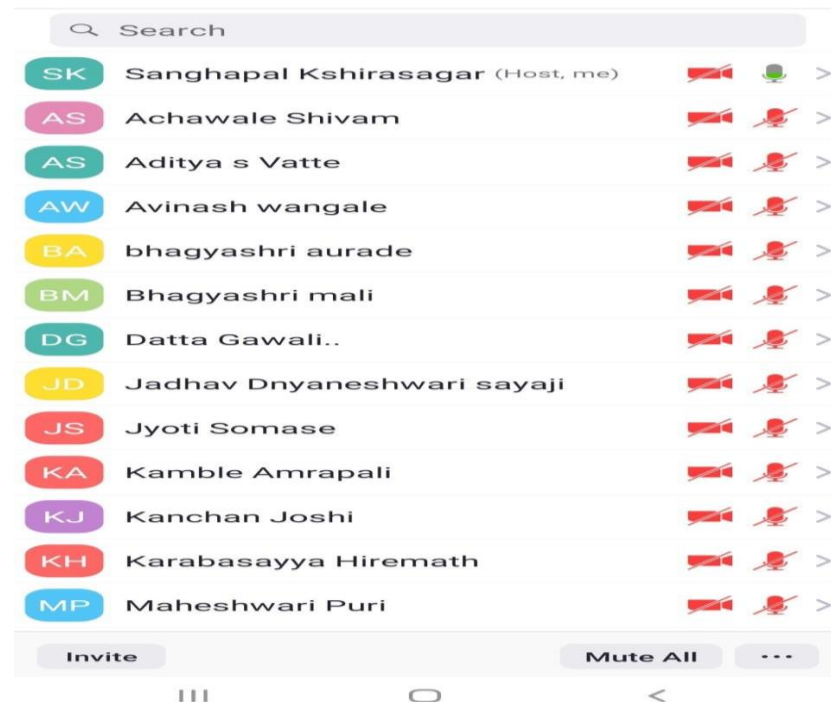 Search
SK Sanghapal Kshirasagar (Host, me)
AS Achawale Shivam
AS Aditya s Vatte
AW Avinash wangale
BA bhagyashri aurade
BM Bhagyashri mali
DG Datta Gawali..
JD Jadhav Dnyaneshwari sayaji
JS Jyoti Somase
KA Kamble Amrapali
KJ Kanchan Joshi
KH Karabasayya Hiremath
MP Maheshwari Puri
Invite Mute All ...